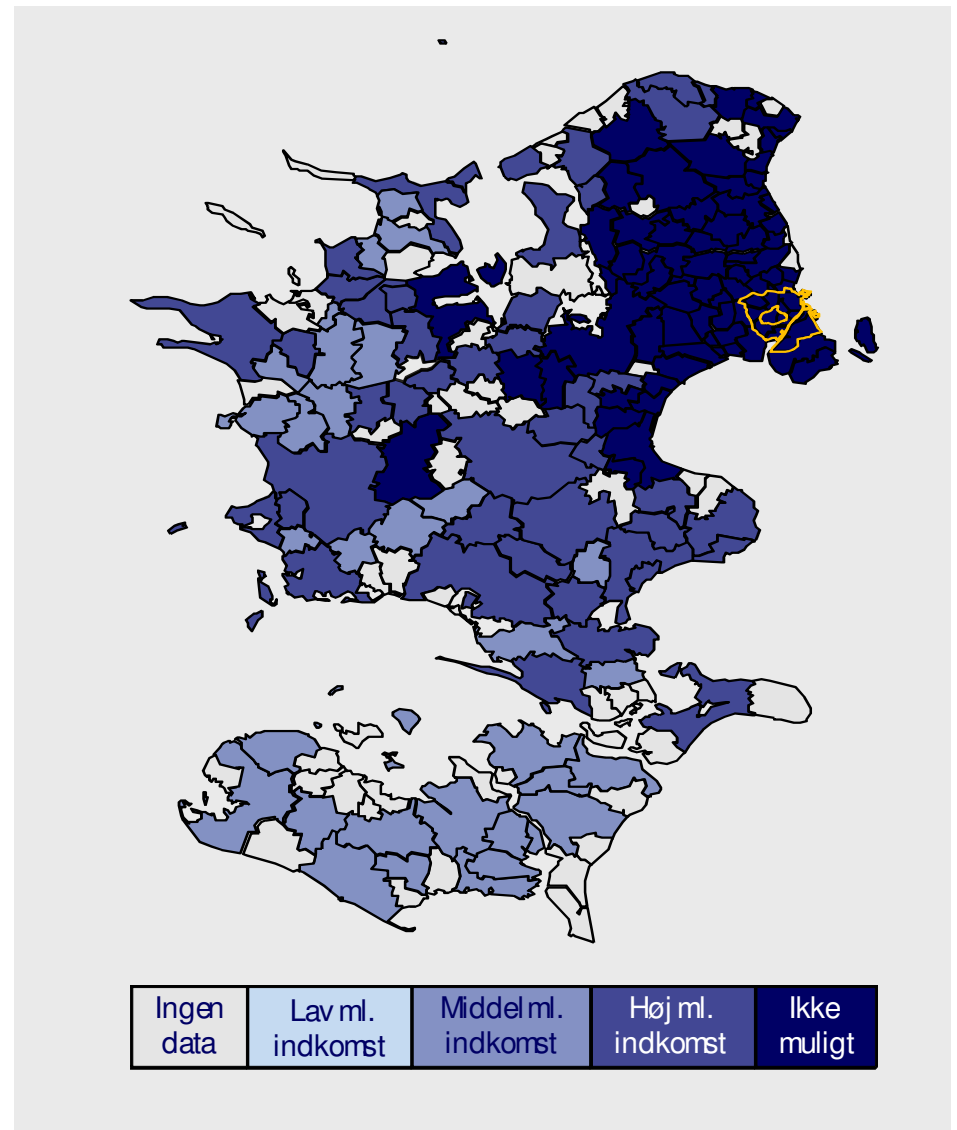 Ingen data
Lav ml. indkomst
Middel ml. indkomst
Høj ml. indkomst
Ikke muligt